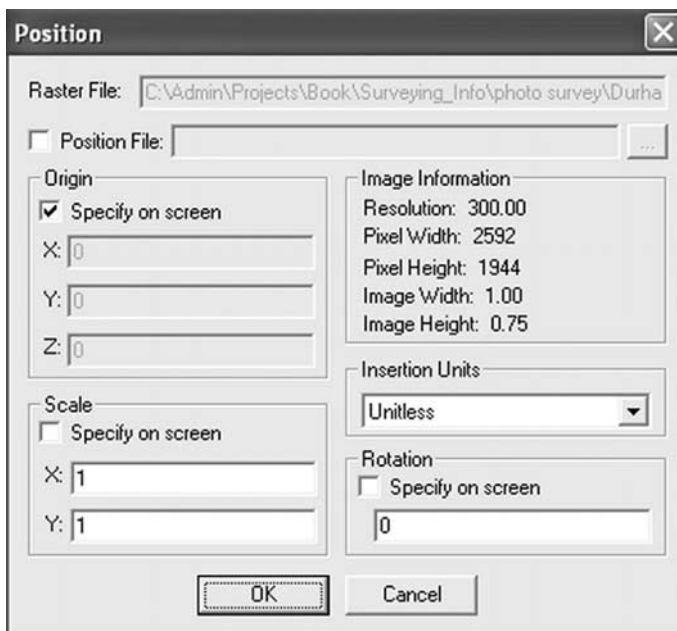 Position
Raster File: C:\Admin\Projects\Book\Surveying_Info\photo survey\Durha
Position File: ...
Origin
Specify on screen
X: 0
Y: 0
Z: 0
Scale
Specify on screen
X: 1
Y: 1
Image Information
Resolution: 300.00
Pixel Width: 2592
Pixel Height: 1944
Image Width: 1.00
Image Height: 0.75
Insertion Units
Unitless
Rotation
Specify on screen
0
OK Cancel